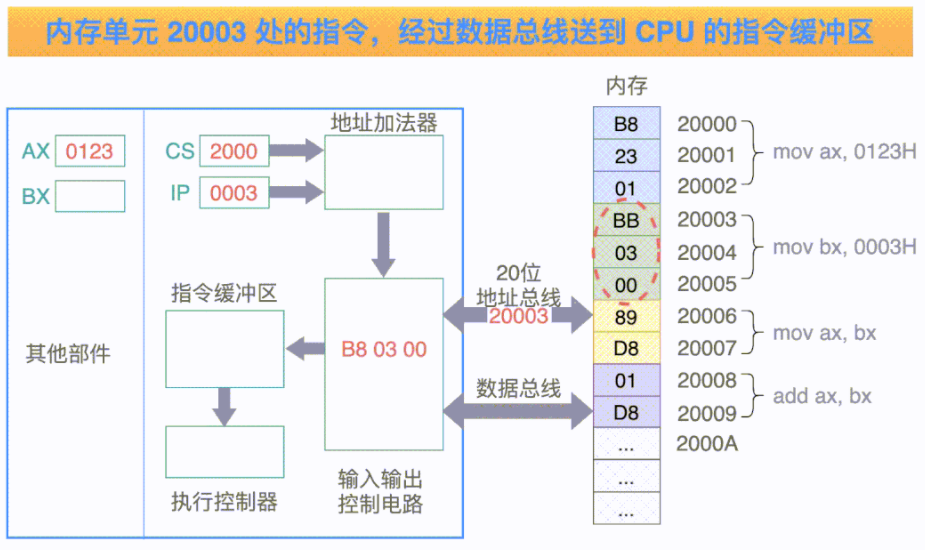 内存单元 20003 处的指令，经过数据总线送到 CPU 的指令缓冲区
内存
地址加法器
AX 0123
CS 2000
BX
IP 0003
B8 20000
23 20001 mov ax, 0123H
01 20002
BB 20003
03 20004 mov bx, 0003H
00 20005
20位
地址总线
20003
指令缓冲区
89 20006
D8 20007 mov ax, bx
其他部件
B8 03 00
数据总线
01 20008
D8 20009 add ax, bx
... 2000A
...
...
执行控制器
输入输出
控制电路